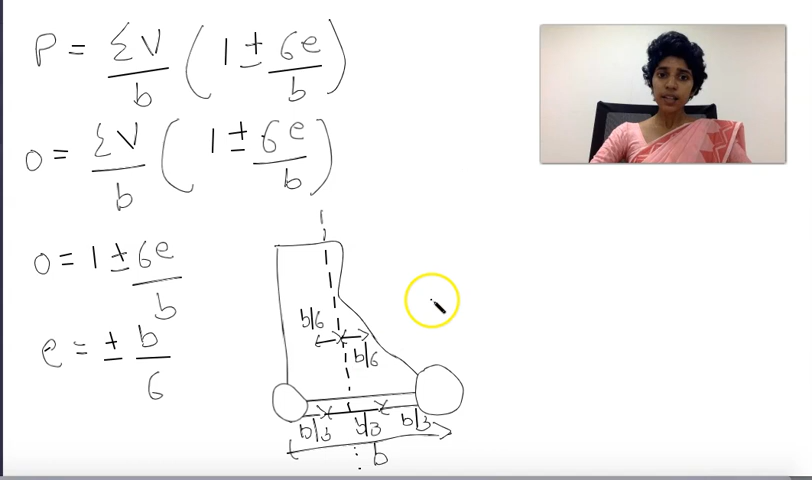 P = ΣV/b (1 ± 6e/b)
0 = ΣV/b (1 ± 6e/b)
0 = 1 ± 6e/b
e = ± b/6
b/6
b/6
b/3 b/3 b/3
b